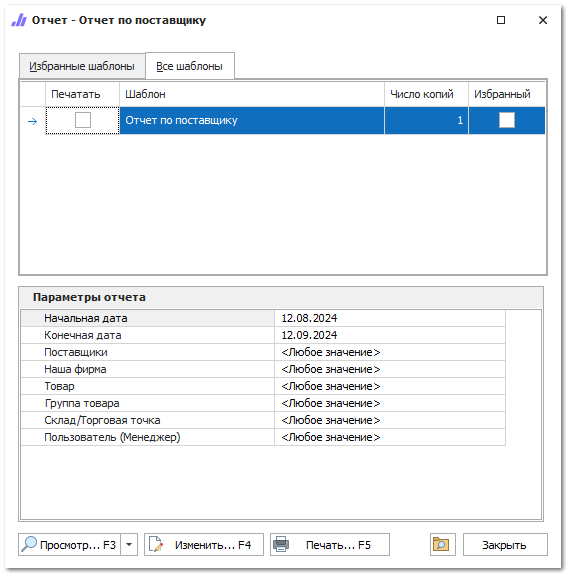 Отчет - Отчет по поставщику
Избранные шаблоны Все шаблоны
Печатать Шаблон Число копий Избранный
Отчет по поставщику 1
Параметры отчета
Начальная дата 12.08.2024
Конечная дата 12.09.2024
Поставщики <Любое значение>
Наша фирма <Любое значение>
Товар <Любое значение>
Группа товара <Любое значение>
Склад/Торговая точка <Любое значение>
Пользователь (Менеджер) <Любое значение>
Просмотр... F3 Изменить... F4 Печать... F5 Закрыть